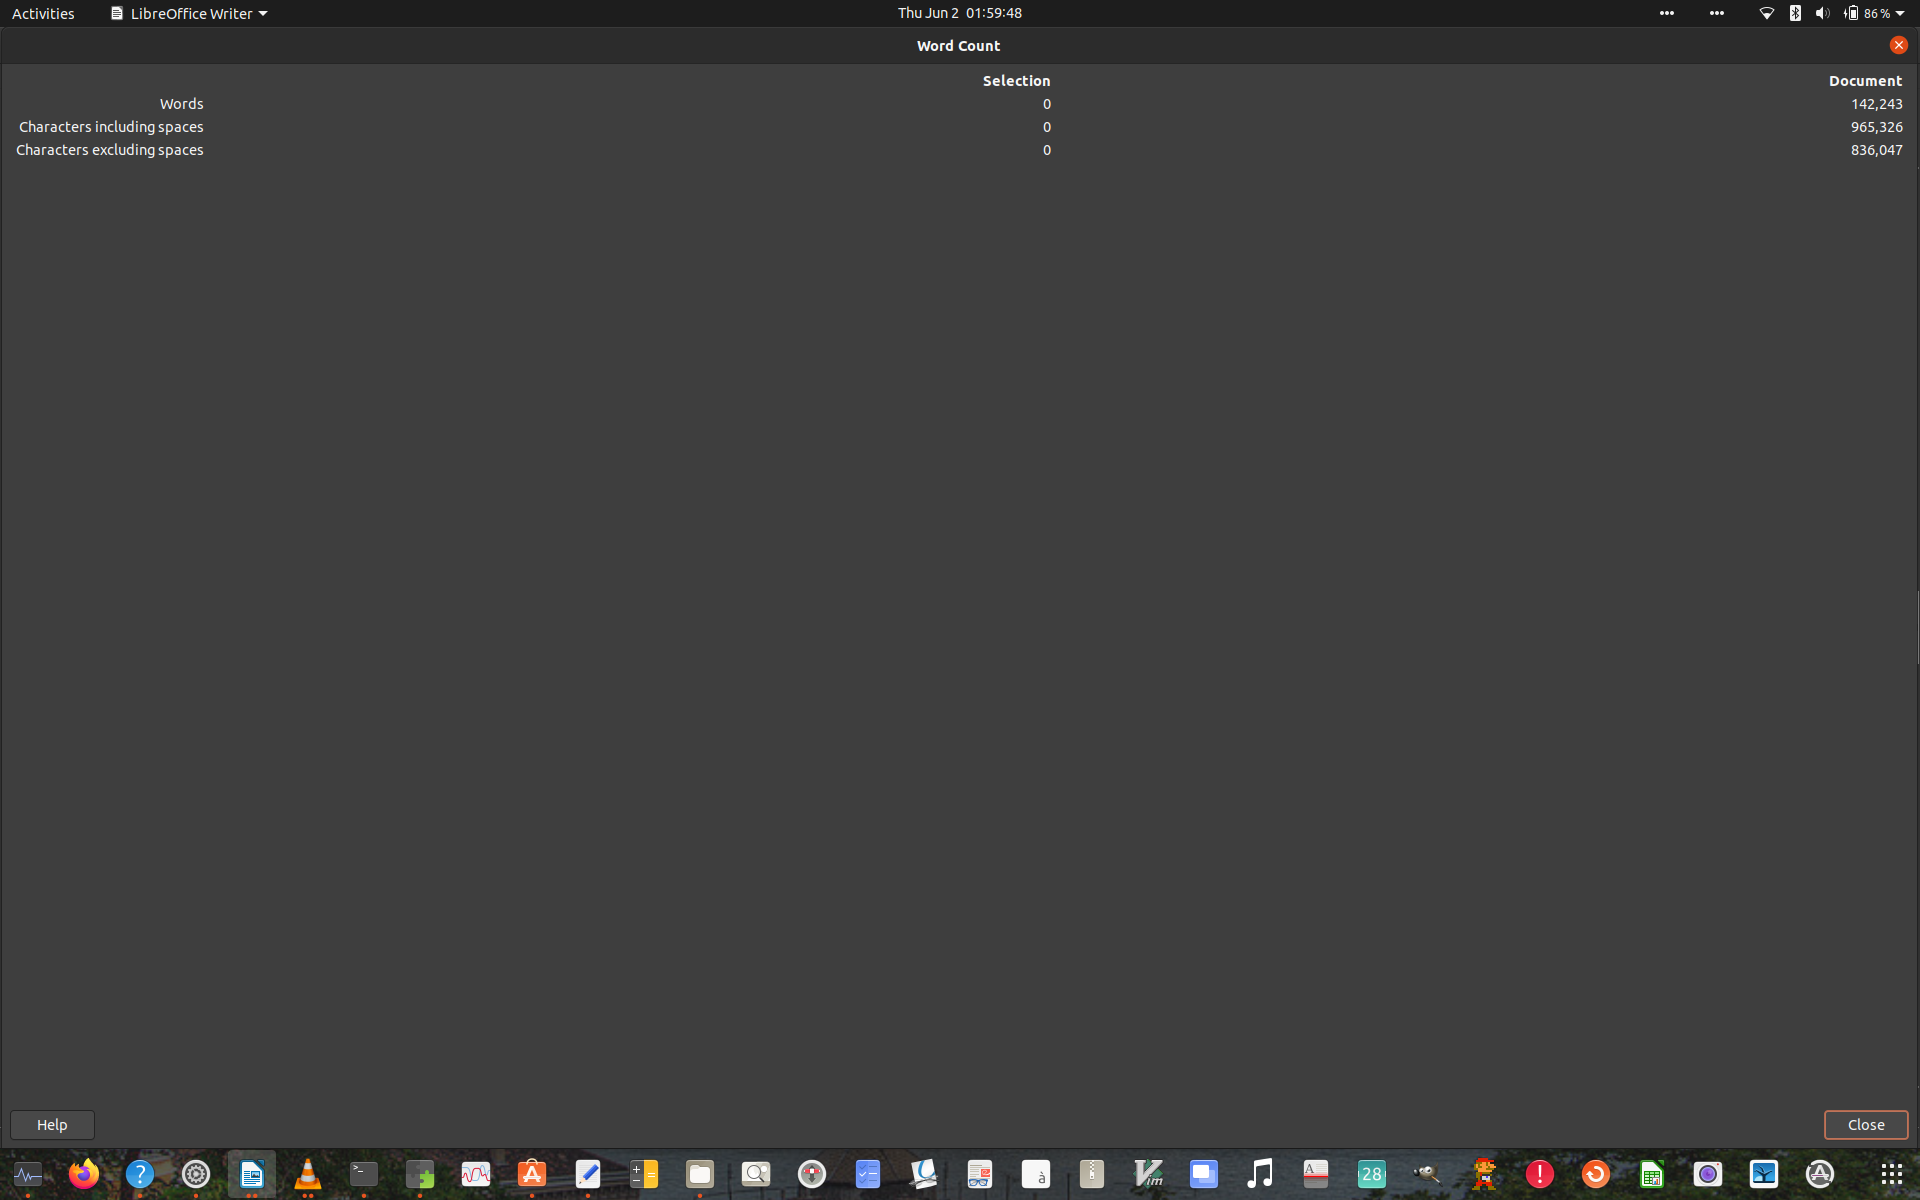 Activities LibreOffice Writer Thu Jun 2 01:59:48 86 %
Word Count
Selection Document
Words 0 142,243
Characters including spaces 0 965,326
Characters excluding spaces 0 836,047
Help Close
?
>_
A
+ - =
à
Vim
A
28
!
A